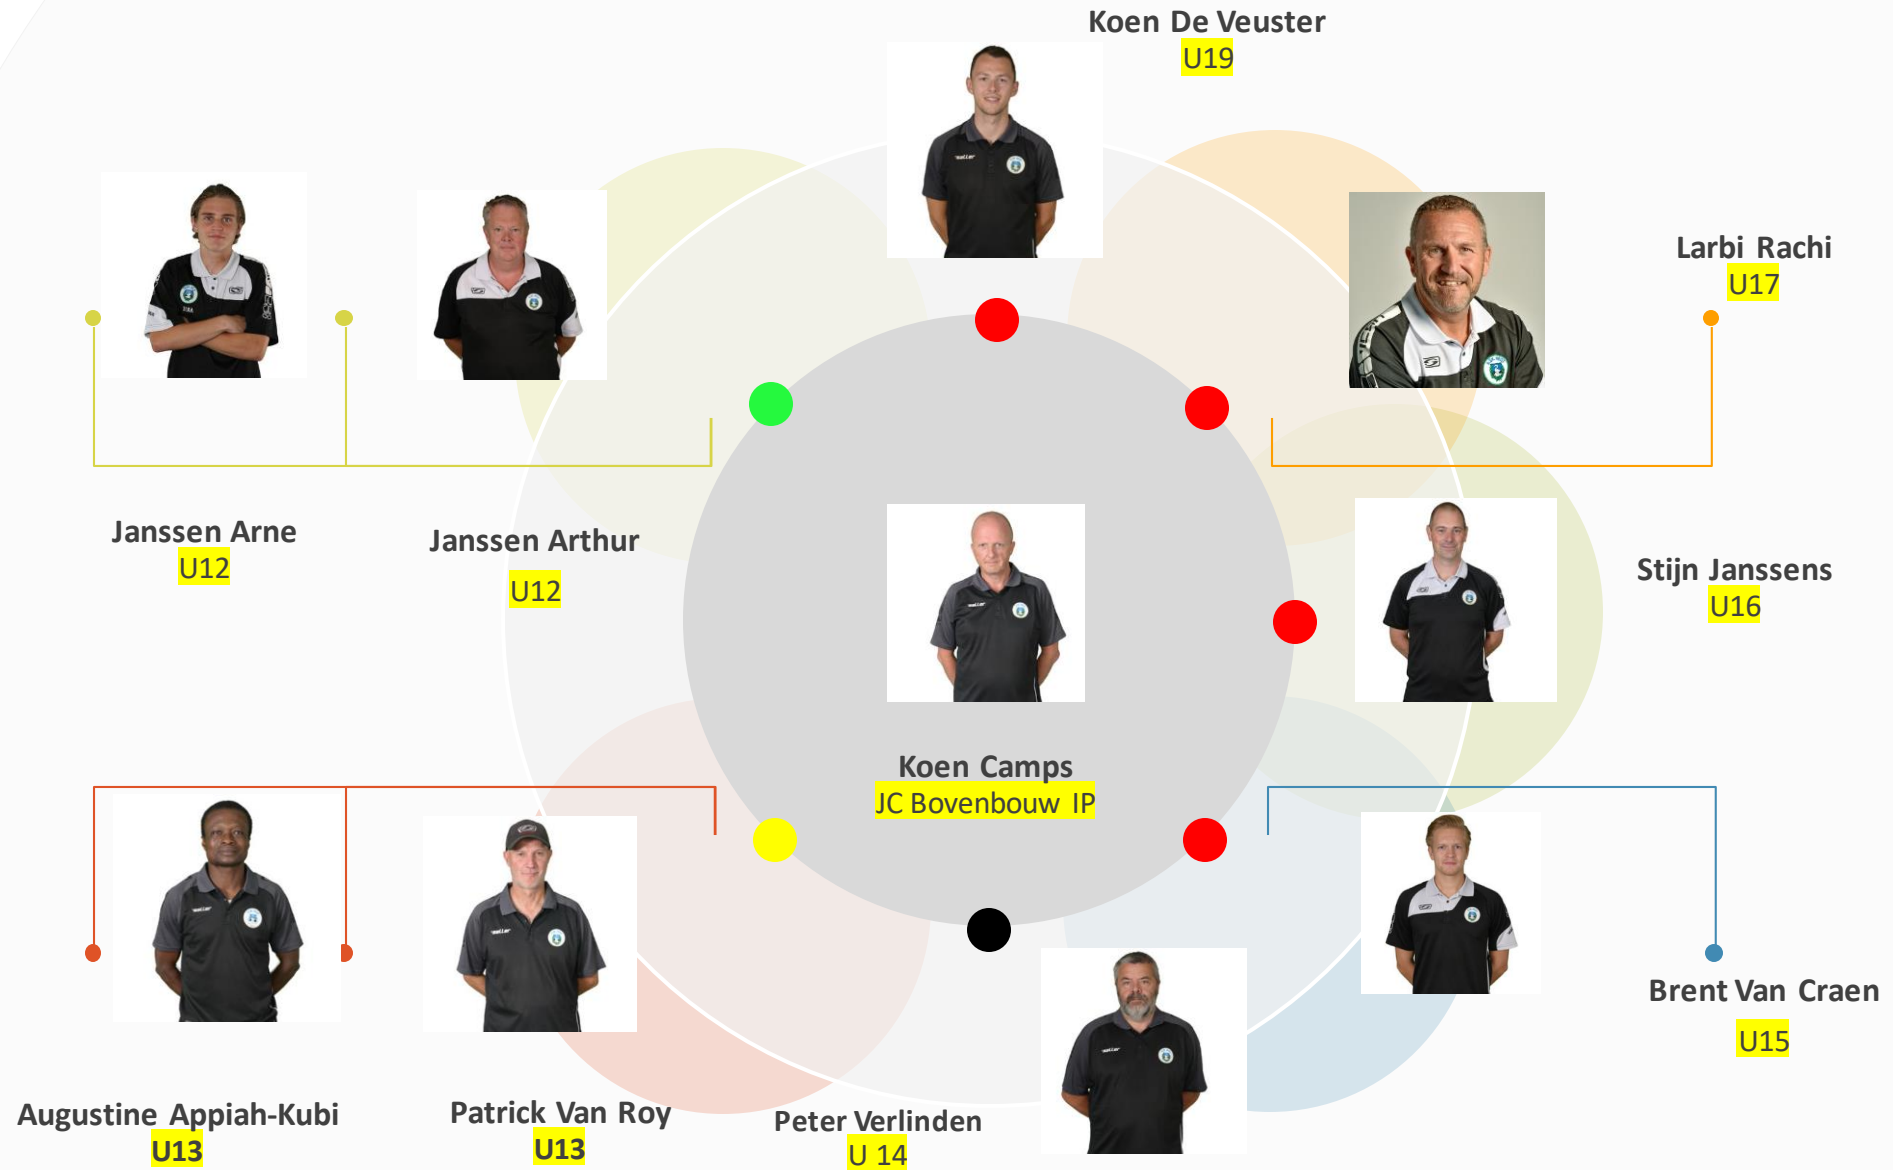 Koen De Veuster
U19
Larbi Rachi
U17
Janssen Arne
U12
Janssen Arthur
U12
Stijn Janssens
U16
Koen Camps
JC Bovenbouw IP
Brent Van Craen
U15
Augustine Appiah-Kubi
U13
Patrick Van Roy
U13
Peter Verlinden
U 14